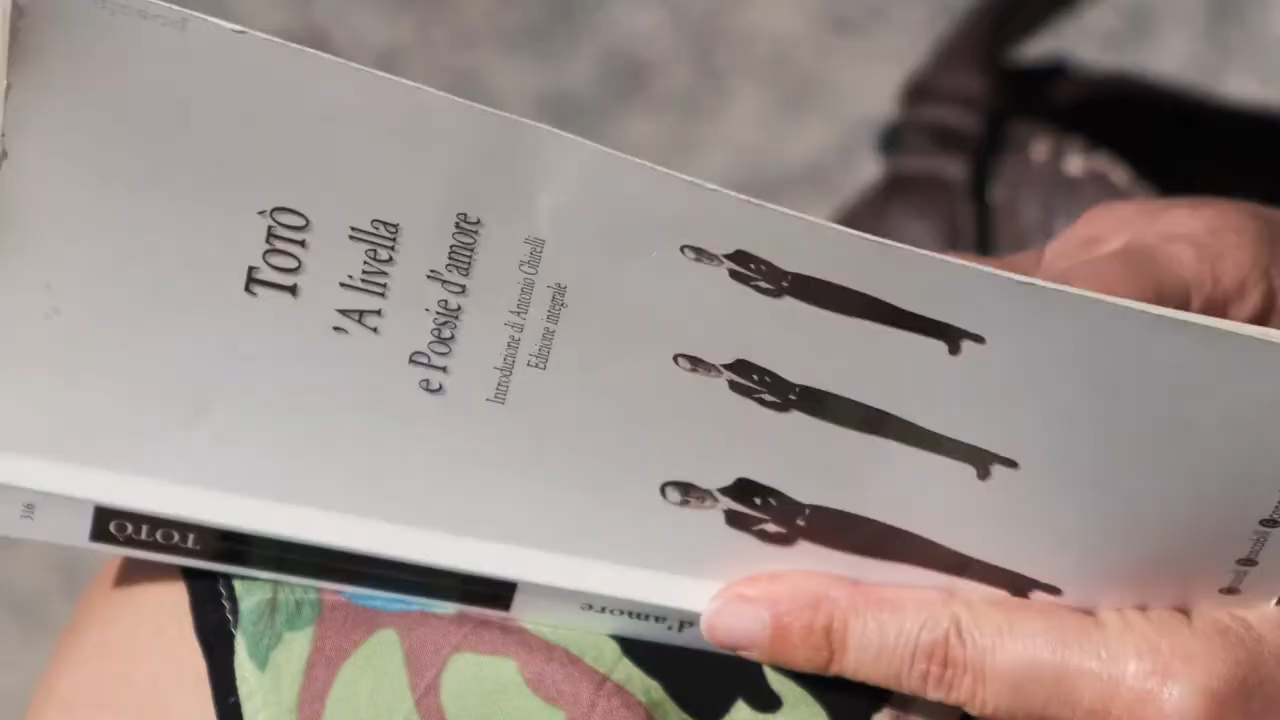 TOTÒ
'A livella
e Poesie d'amore
Introduzione di Antonio Ghirelli
Edizione integrale
316
TOTÒ
d'amore